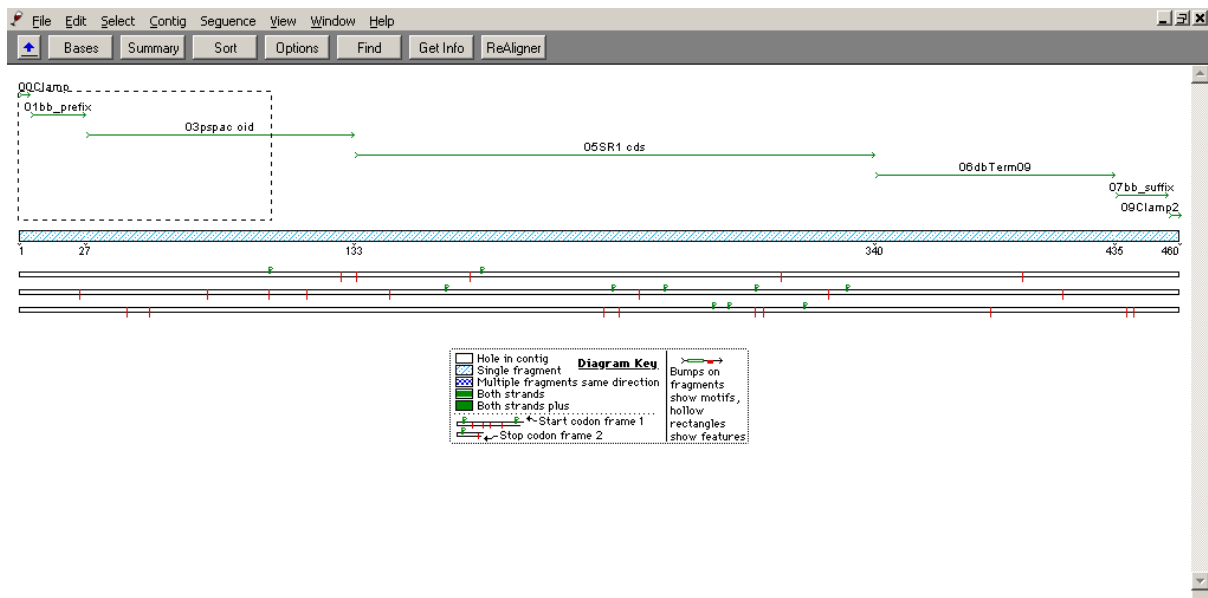 File Edit Select Contig Sequence View Window Help
Bases Summary Sort Options Find Get Info ReAligner
00Clamp
01bb_prefix
03pspac oid
05SR1 cds
06dbTerm09
07bb_suffix
09Clamp2
1 27 133 340 435 460
Diagram Key
Hole in contig
Single fragment
Multiple fragments same direction
Both strands
Both strands plus
Start codon frame 1
Stop codon frame 2
Bumps on
fragments
show motifs,
hollow
rectangles
show features